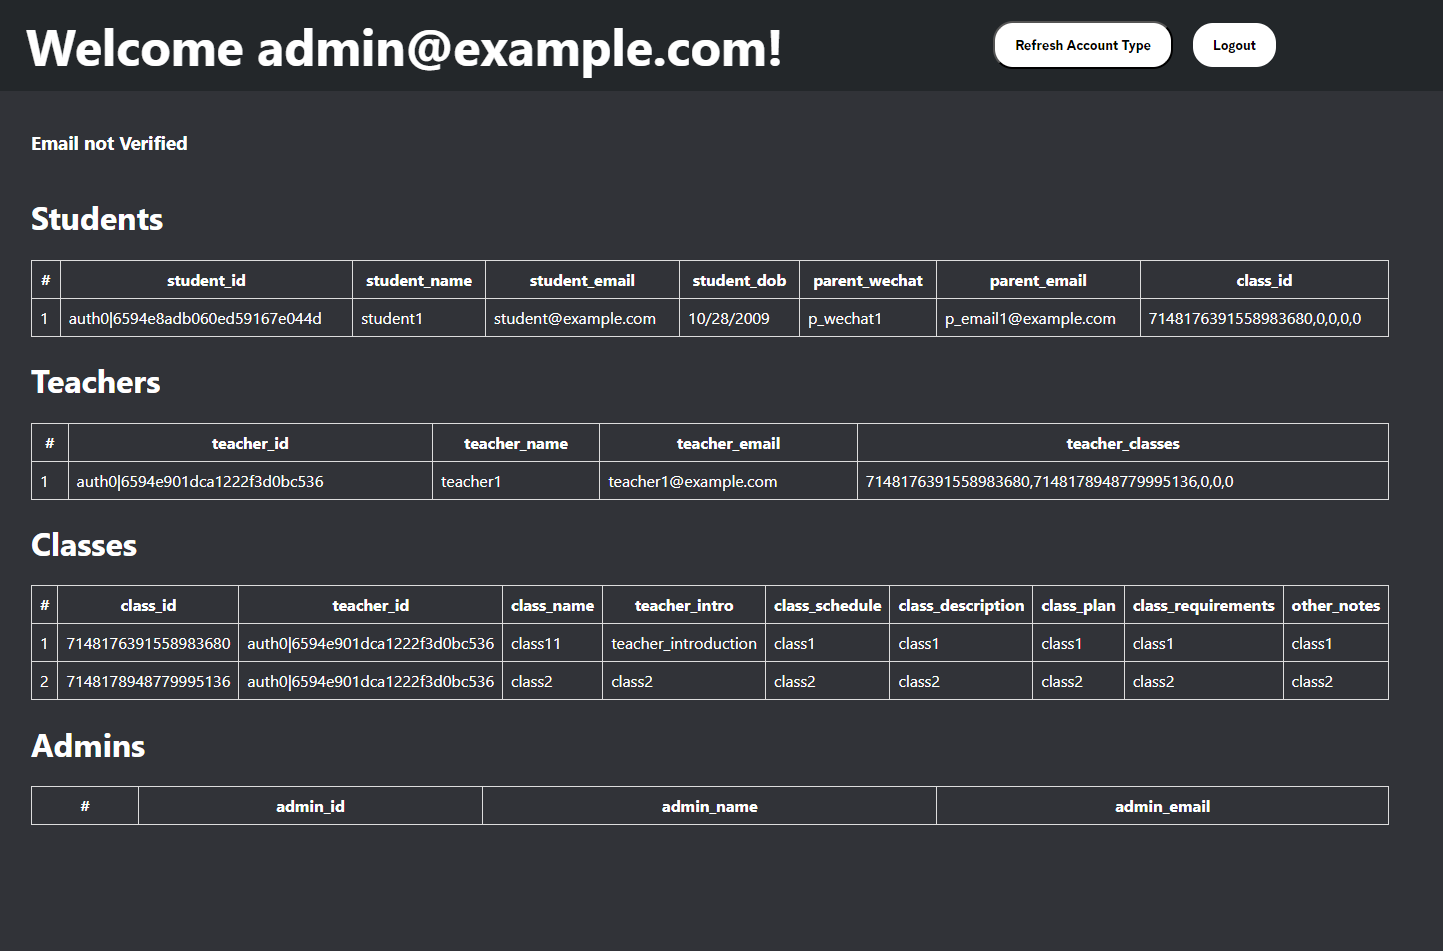 Welcome admin@example.com!
Refresh Account Type
Logout
Email not Verified
Students
# student_id student_name student_email student_dob parent_wechat parent_email class_id
1 auth0|6594e8adb060ed59167e044d student1 student@example.com 10/28/2009 p_wechat1 p_email1@example.com 7148176391558983680,0,0,0,0
Teachers
# teacher_id teacher_name teacher_email teacher_classes
1 auth0|6594e901dca1222f3d0bc536 teacher1 teacher1@example.com 7148176391558983680,7148178948779995136,0,0,0
Classes
# class_id teacher_id class_name teacher_intro class_schedule class_description class_plan class_requirements other_notes
1 7148176391558983680 auth0|6594e901dca1222f3d0bc536 class11 teacher_introduction class1 class1 class1 class1 class1
2 7148178948779995136 auth0|6594e901dca1222f3d0bc536 class2 class2 class2 class2 class2 class2 class2
Admins
# admin_id admin_name admin_email